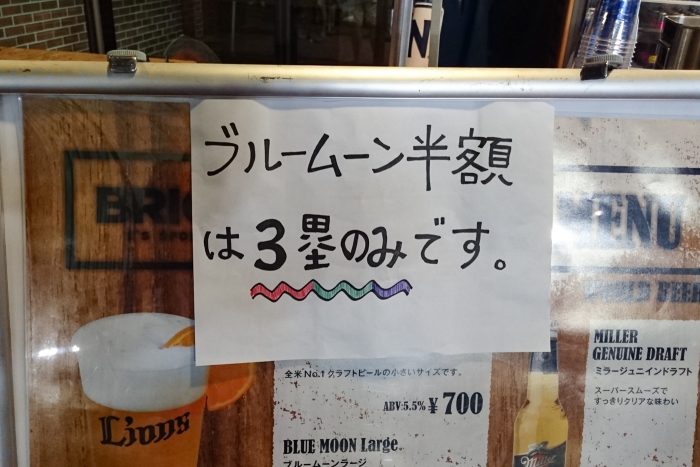 ブルームーン半額
は3塁のみです。
MENU
Lions
全米No.1クラフトビールの小さいサイズです。
ABV:5.5% ¥700
BLUE MOON Large
ブルームーンラージ
MILLER
GENUINE DRAFT
ミラージェニュインドラフト
スーパースムーズで
すっきりクリアな味わい
Miller